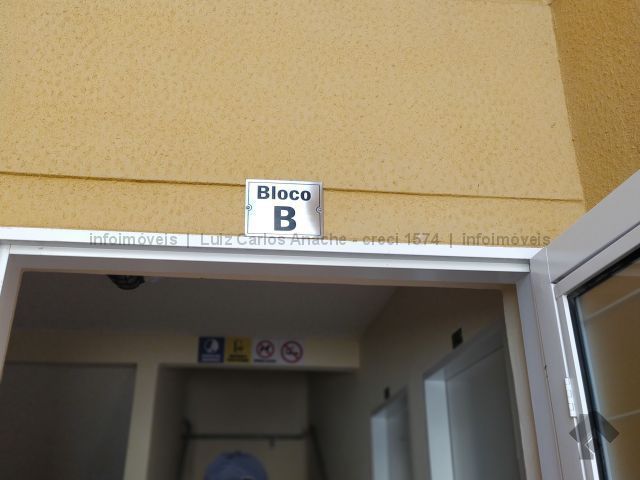 Bloco
B
infoimóveis | Luiz Carlos Anache - creci 1574 | infoimóveis